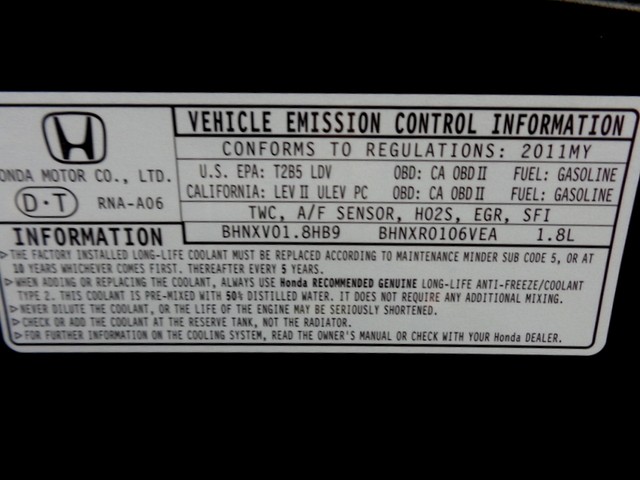 VEHICLE EMISSION CONTROL INFORMATION
CONFORMS TO REGULATIONS: 2011MY
U.S. EPA: T2B5 LDV OBD: CA OBD II FUEL: GASOLINE
CALIFORNIA: LEV II ULEV PC OBD: CA OBD II FUEL: GASOLINE
TWC, A/F SENSOR, HO2S, EGR, SFI
BHNXV01.8HB9 BHNXR0106VEA 1.8L
ONDA MOTOR CO., LTD.
D·T RNA-A06
INFORMATION
▷THE FACTORY INSTALLED LONG-LIFE COOLANT MUST BE REPLACED ACCORDING TO MAINTENANCE MINDER SUB CODE 5, OR AT
10 YEARS WHICHEVER COMES FIRST. THEREAFTER EVERY 5 YEARS.
▷WHEN ADDING OR REPLACING THE COOLANT, ALWAYS USE Honda RECOMMENDED GENUINE LONG-LIFE ANTI-FREEZE/COOLANT
TYPE 2. THIS COOLANT IS PRE-MIXED WITH 50% DISTILLED WATER. IT DOES NOT REQUIRE ANY ADDITIONAL MIXING.
▷NEVER DILUTE THE COOLANT, OR THE LIFE OF THE ENGINE MAY BE SERIOUSLY SHORTENED.
▷CHECK OR ADD THE COOLANT AT THE RESERVE TANK, NOT THE RADIATOR.
▷FOR FURTHER INFORMATION ON THE COOLING SYSTEM, READ THE OWNER'S MANUAL OR CHECK WITH YOUR Honda DEALER.